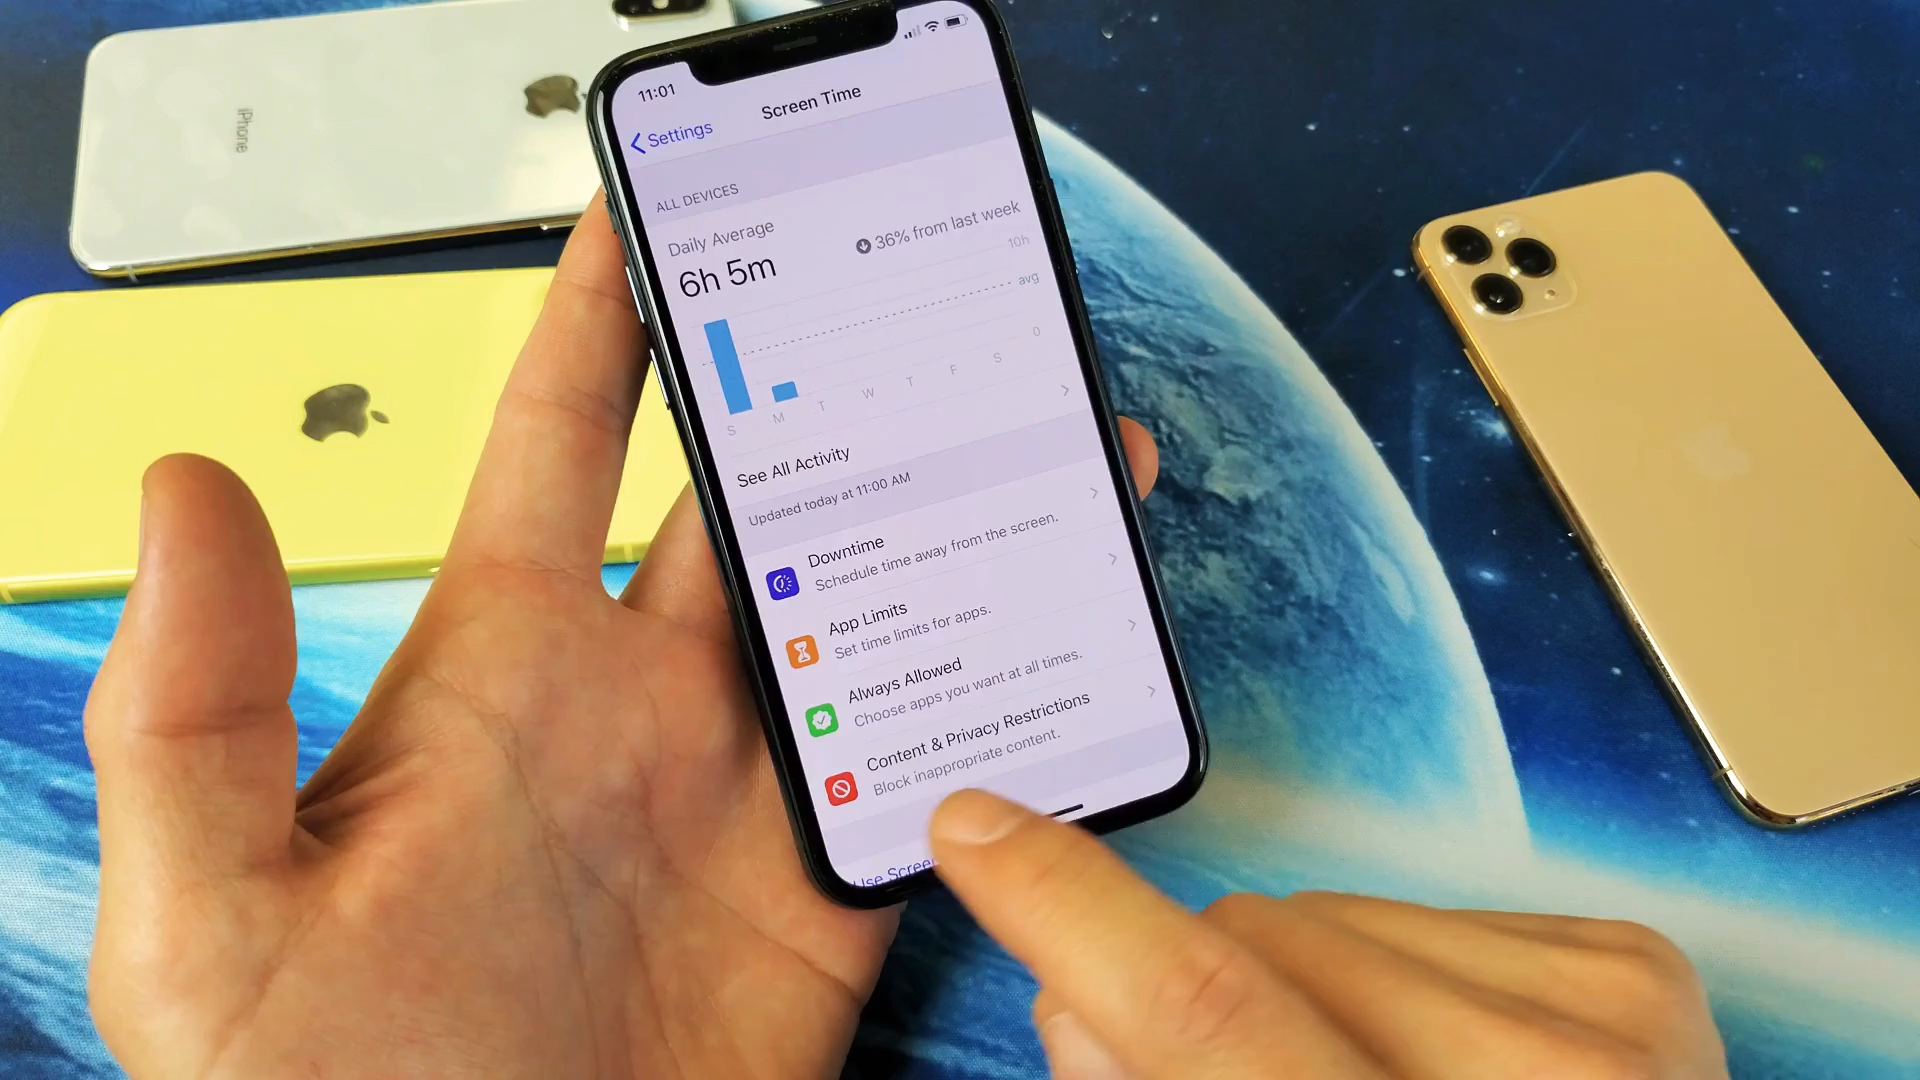 iPhone
11:01
Settings
Screen Time
ALL DEVICES
Daily Average
6h 5m
36% from last week
10h
avg
0
S M T W T F S
See All Activity
Updated today at 11:00 AM
Downtime
Schedule time away from the screen.
App Limits
Set time limits for apps.
Always Allowed
Choose apps you want at all times.
Content & Privacy Restrictions
Block inappropriate content.
Use